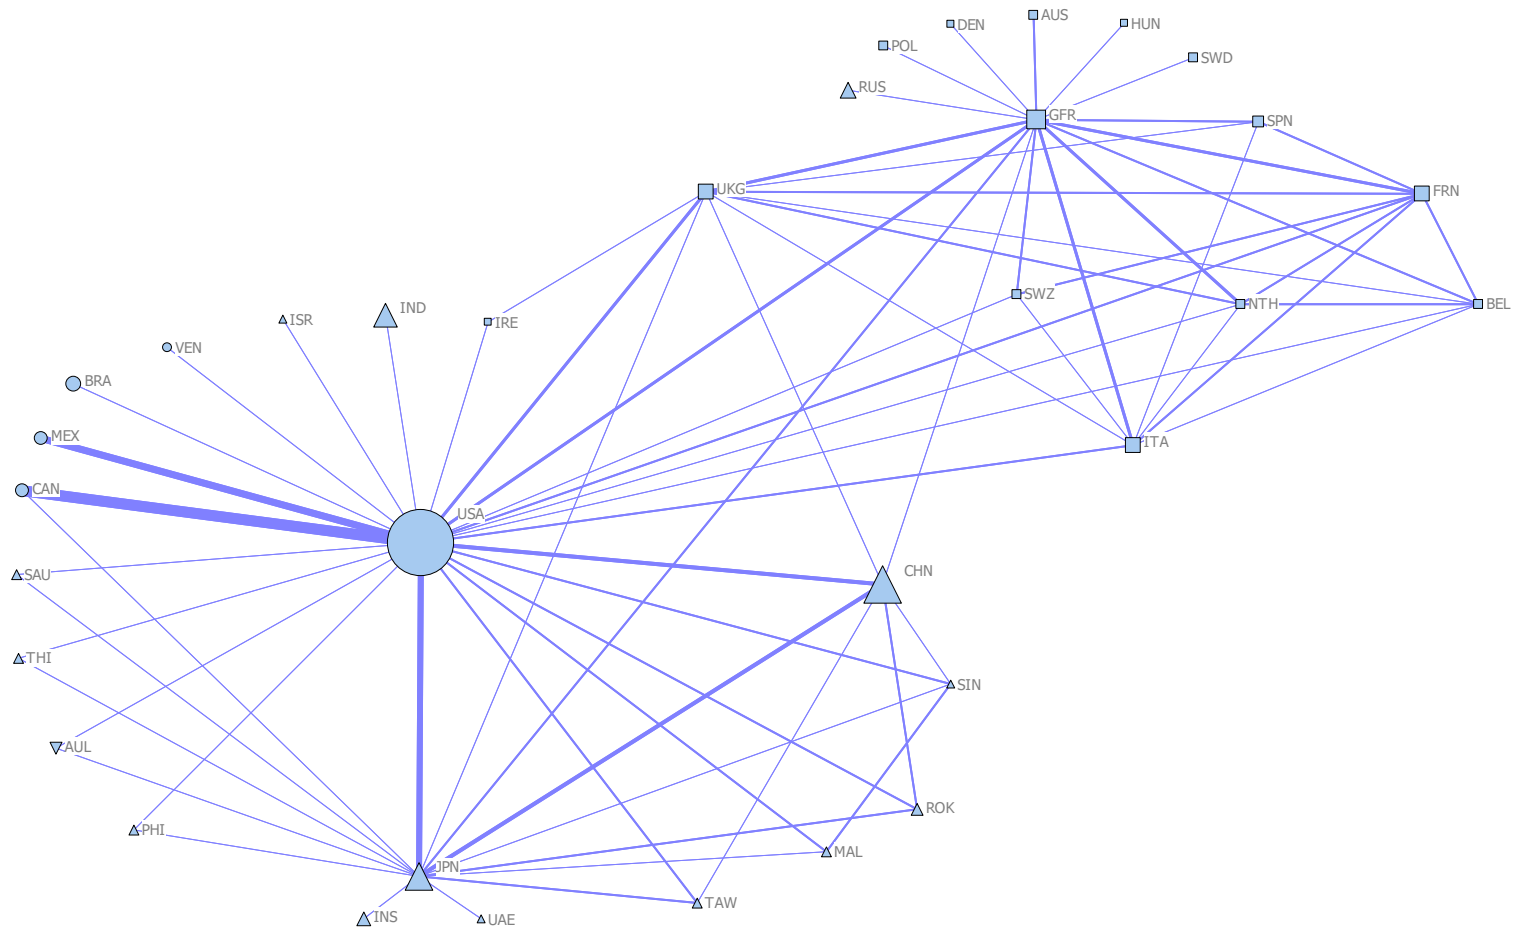 AUS
DEN
HUN
POL
SWD
RUS
GFR
SPN
UKG
FRN
SWZ
NTH
BEL
IND
ISR
IRE
VEN
BRA
MEX
ITA
CAN
USA
CHN
SAU
THI
SIN
AUL
ROK
PHI
MAL
JPN
TAW
INS
UAE